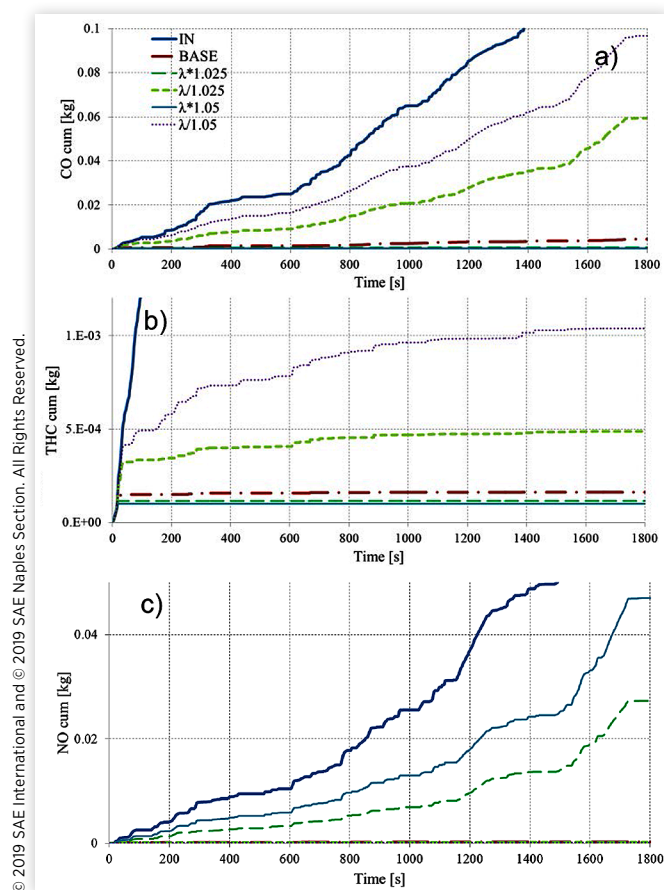 © 2019 SAE International and © 2019 SAE Naples Section. All Rights Reserved.
a)
IN
BASE
λ*1.025
λ/1.025
λ*1.05
λ/1.05
CO cum [kg]
0.1
0.08
0.06
0.04
0.02
0
0 200 400 600 800 1000 1200 1400 1600 1800
Time [s]
b)
THC cum [kg]
1.E-03
5.E-04
0.E+00
0 200 400 600 800 1000 1200 1400 1600 1800
Time [s]
c)
NO cum [kg]
0.04
0.02
0
0 200 400 600 800 1000 1200 1400 1600 1800
Time [s]